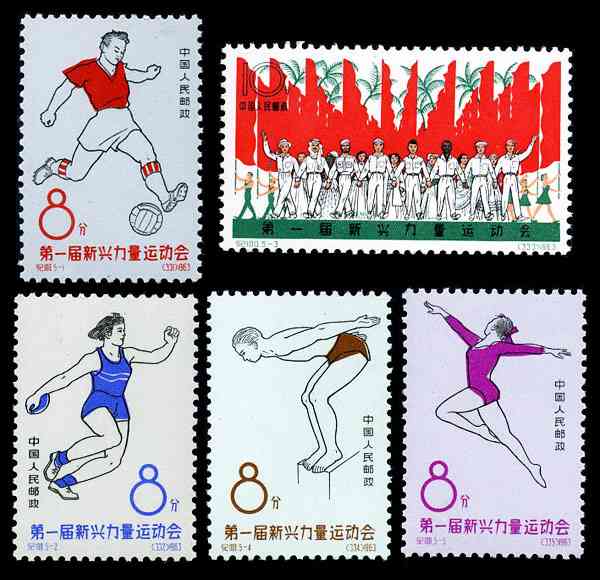 中国人民邮政
8分
第一届新兴力量运动会
纪100.5-1 (331)1963
10
中国人民邮政
第一届新兴力量运动会
纪100.5-3 (333)1963
中国人民邮政
8分
第一届新兴力量运动会
纪100.5-2 (332)1963
中国人民邮政
8分
第一届新兴力量运动会
纪100.5-4 (334)1963
中国人民邮政
8分
第一届新兴力量运动会
纪100.5-5 (335)1963